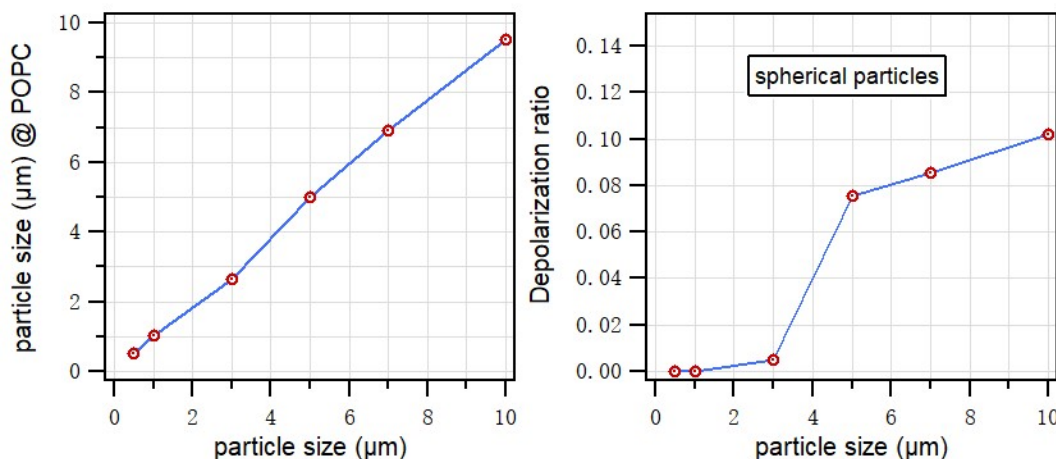 particle size (μm) @ POPC
10
8
6
4
2
0
0 2 4 6 8 10
particle size (μm)
Depolarization ratio
spherical particles
0.14
0.12
0.10
0.08
0.06
0.04
0.02
0.00
0 2 4 6 8 10
particle size (μm)